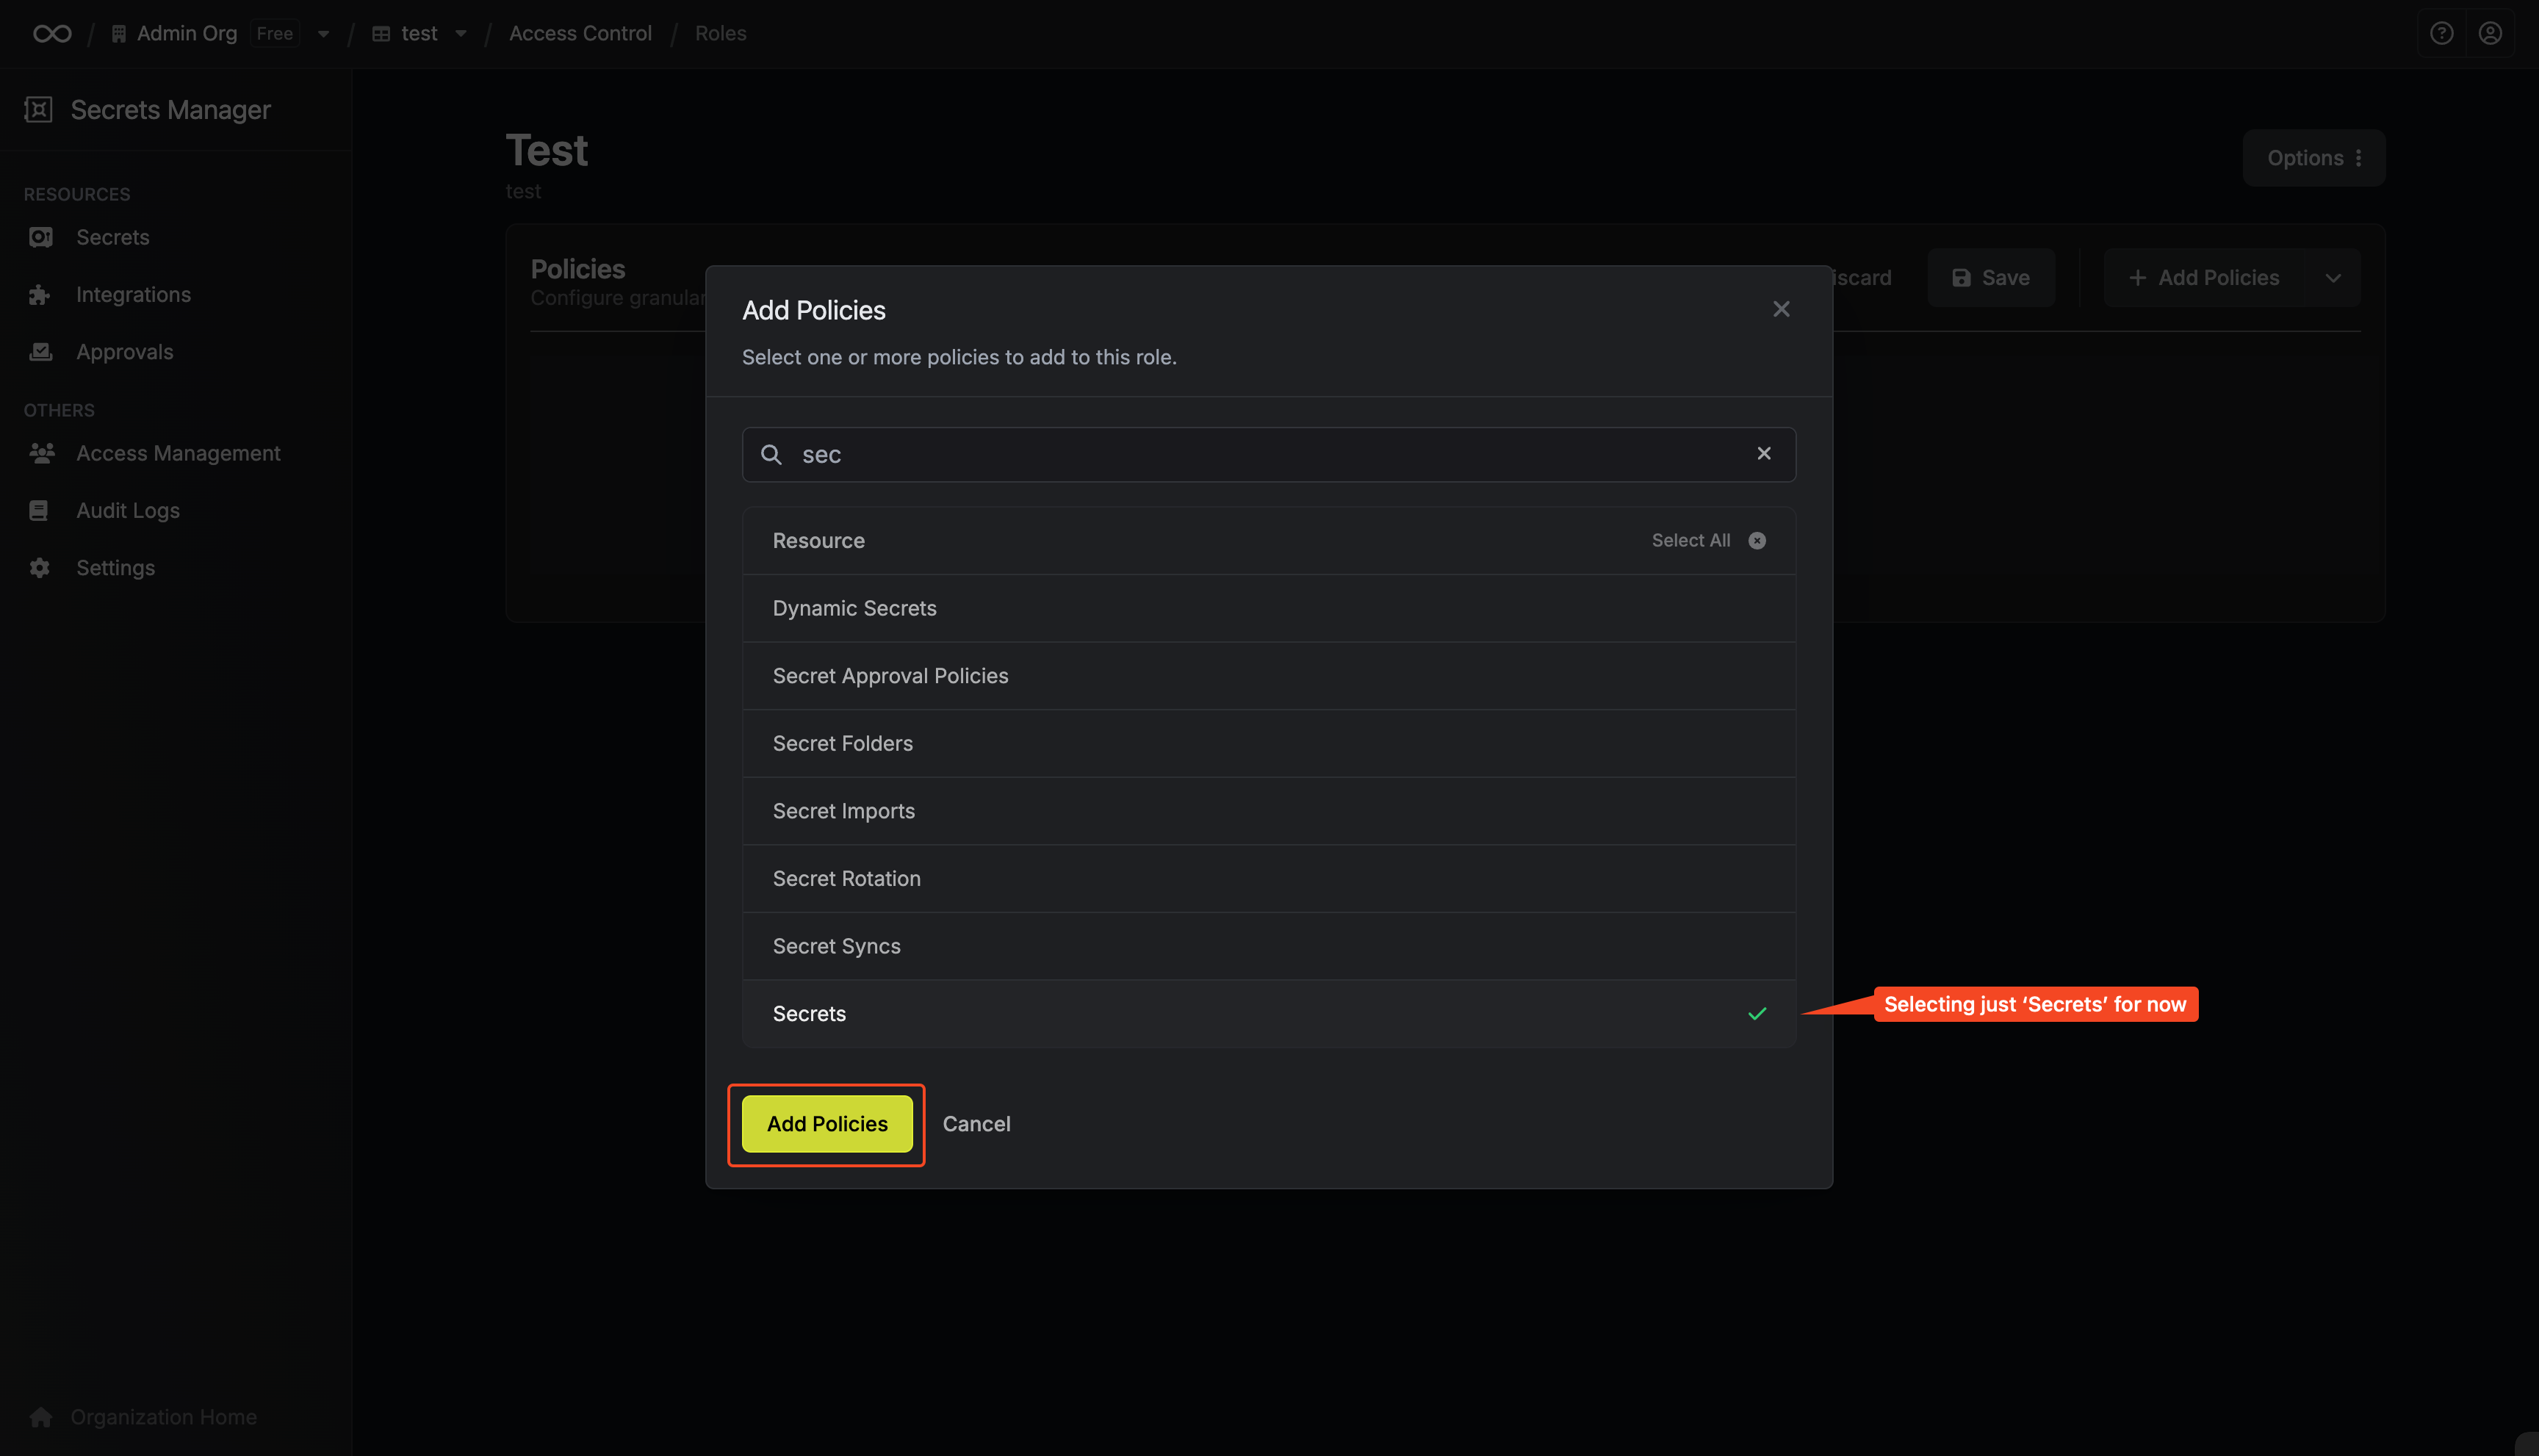 Admin Org Free test Access Control Roles
Secrets Manager
RESOURCES
Secrets
Integrations
Approvals
OTHERS
Access Management
Audit Logs
Settings
Organization Home
Test
test
Options
Policies
Configure granular
iscard
Save
Add Policies
Add Policies
Select one or more policies to add to this role.
sec
Resource Select All
Dynamic Secrets
Secret Approval Policies
Secret Folders
Secret Imports
Secret Rotation
Secret Syncs
Secrets
Selecting just ‘Secrets’ for now
Add Policies Cancel